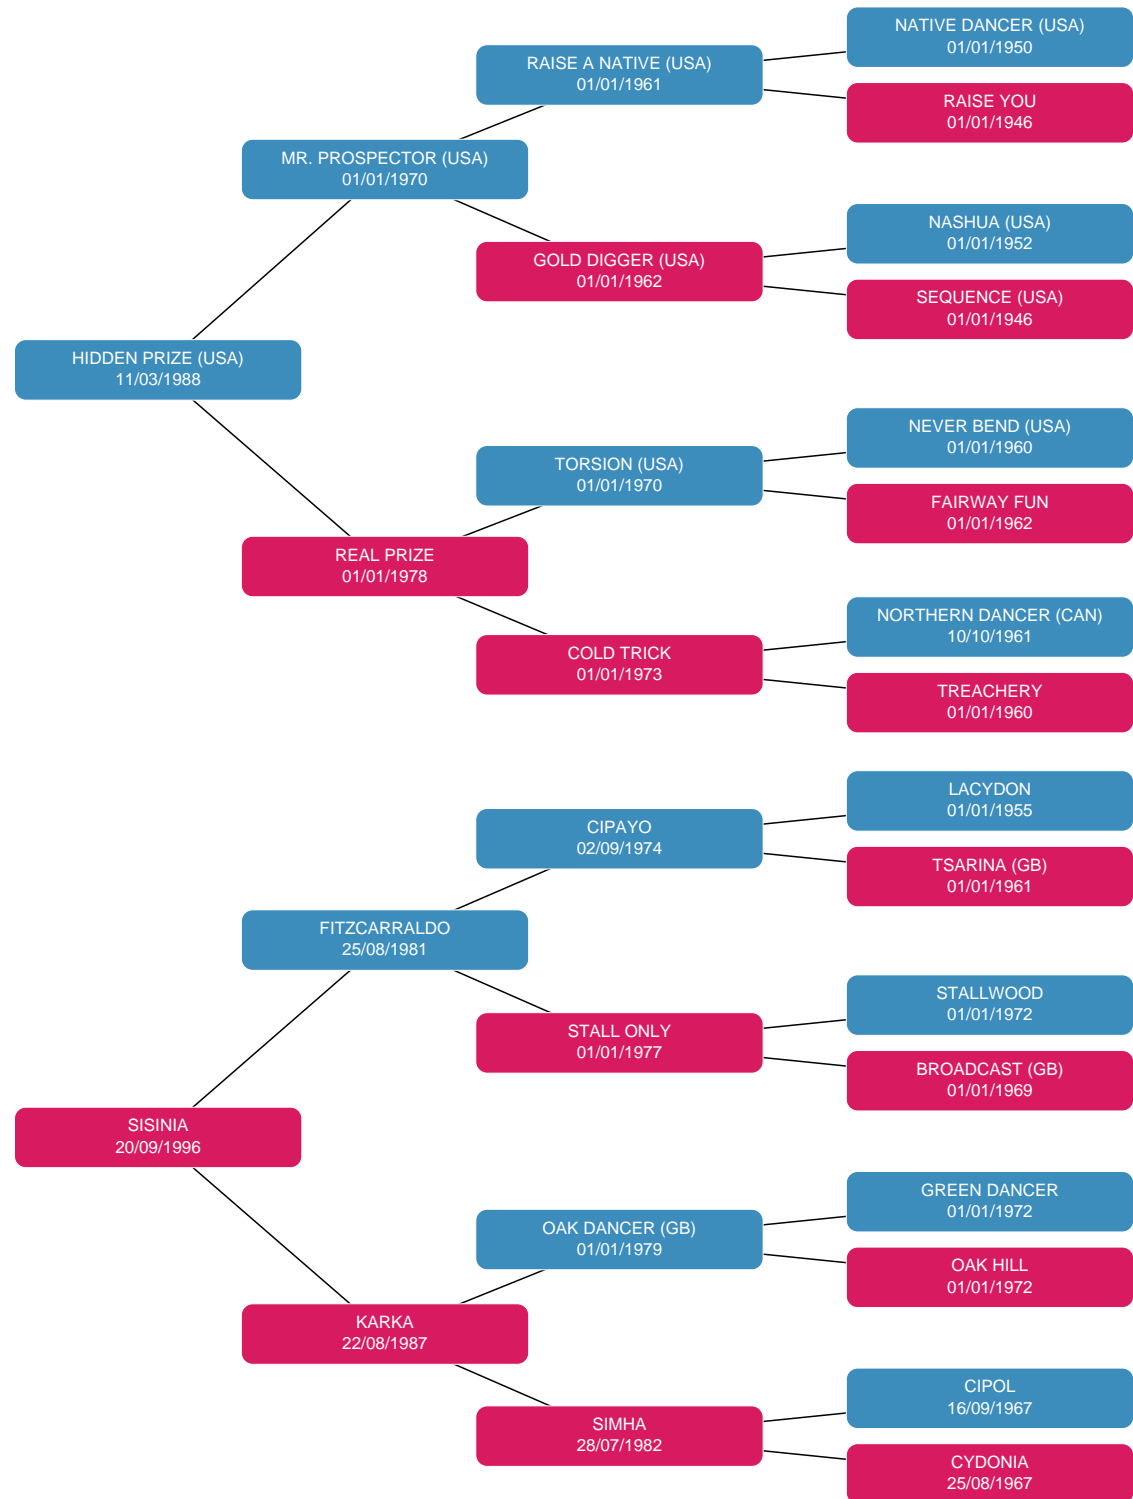 NATIVE DANCER (USA)
01/01/1950
RAISE A NATIVE (USA)
01/01/1961
RAISE YOU
01/01/1946
MR. PROSPECTOR (USA)
01/01/1970
NASHUA (USA)
01/01/1952
GOLD DIGGER (USA)
01/01/1962
SEQUENCE (USA)
01/01/1946
HIDDEN PRIZE (USA)
11/03/1988
NEVER BEND (USA)
01/01/1960
TORSION (USA)
01/01/1970
FAIRWAY FUN
01/01/1962
REAL PRIZE
01/01/1978
NORTHERN DANCER (CAN)
10/10/1961
COLD TRICK
01/01/1973
TREACHERY
01/01/1960
LACYDON
01/01/1955
CIPAYO
02/09/1974
TSARINA (GB)
01/01/1961
FITZCARRALDO
25/08/1981
STALLWOOD
01/01/1972
STALL ONLY
01/01/1977
BROADCAST (GB)
01/01/1969
SISINIA
20/09/1996
GREEN DANCER
01/01/1972
OAK DANCER (GB)
01/01/1979
OAK HILL
01/01/1972
KARKA
22/08/1987
CIPOL
16/09/1967
SIMHA
28/07/1982
CYDONIA
25/08/1967